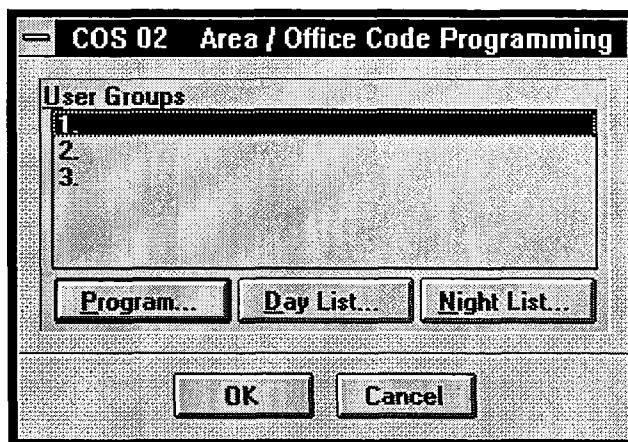 COS 02 Area / Office Code Programming
User Groups
1.
2.
3.
Program... Day List... Night List...
OK Cancel